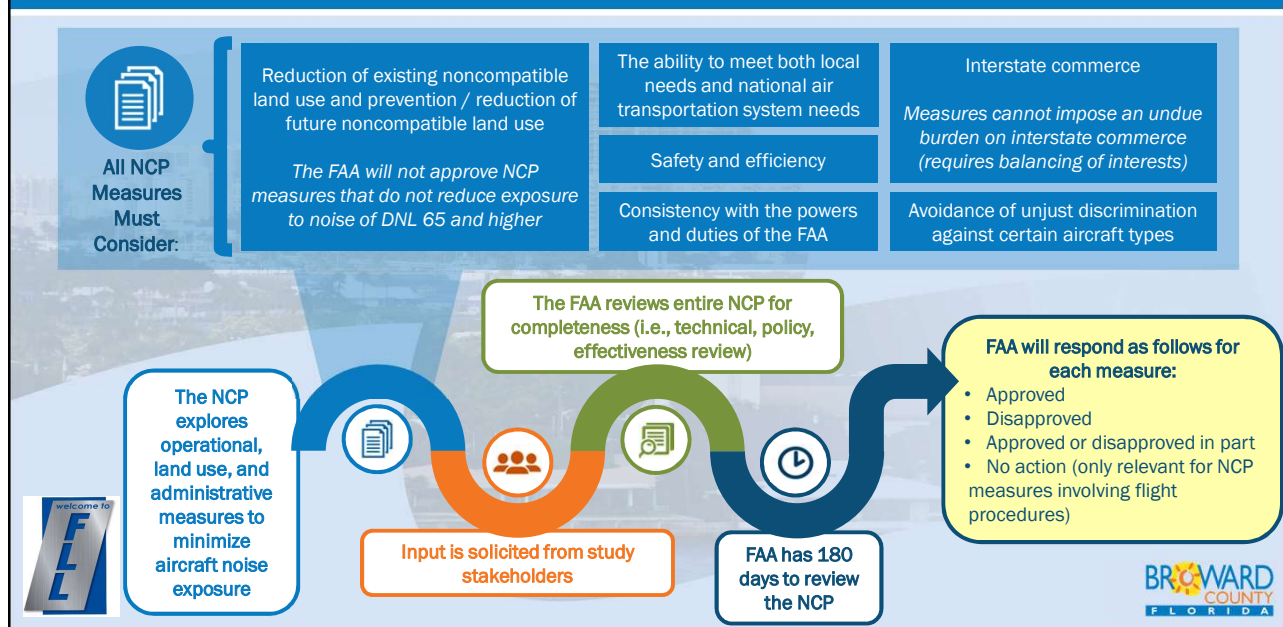 All NCP
Measures
Must
Consider:
Reduction of existing noncompatible
land use and prevention / reduction of
future noncompatible land use
The FAA will not approve NCP
measures that do not reduce exposure
to noise of DNL 65 and higher
The ability to meet both local
needs and national air
transportation system needs
Safety and efficiency
Consistency with the powers
and duties of the FAA
Interstate commerce
Measures cannot impose an undue
burden on interstate commerce
(requires balancing of interests)
Avoidance of unjust discrimination
against certain aircraft types
The NCP
explores
operational,
land use, and
administrative
measures to
minimize
aircraft noise
exposure
Input is solicited from study
stakeholders
The FAA reviews entire NCP for
completeness (i.e., technical, policy,
effectiveness review)
FAA has 180
days to review
the NCP
FAA will respond as follows for
each measure:
• Approved
• Disapproved
• Approved or disapproved in part
• No action (only relevant for NCP
measures involving flight
procedures)
welcome to
FLL
BROWARD
COUNTY
FLORIDA